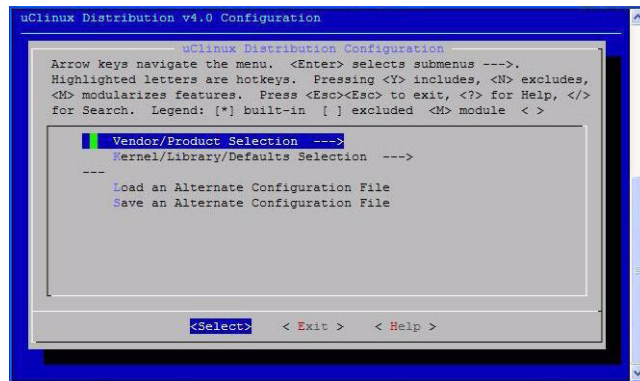 uClinux Distribution v4.0 Configuration
uClinux Distribution Configuration
Arrow keys navigate the menu. <Enter> selects submenus --->.
Highlighted letters are hotkeys. Pressing <Y> includes, <N> excludes,
<M> modularizes features. Press <Esc><Esc> to exit, <?> for Help, </>
for Search. Legend: [*] built-in [ ] excluded <M> module < >
Vendor/Product Selection --->
Kernel/Library/Defaults Selection --->
---
Load an Alternate Configuration File
Save an Alternate Configuration File
<Select> < Exit > < Help >